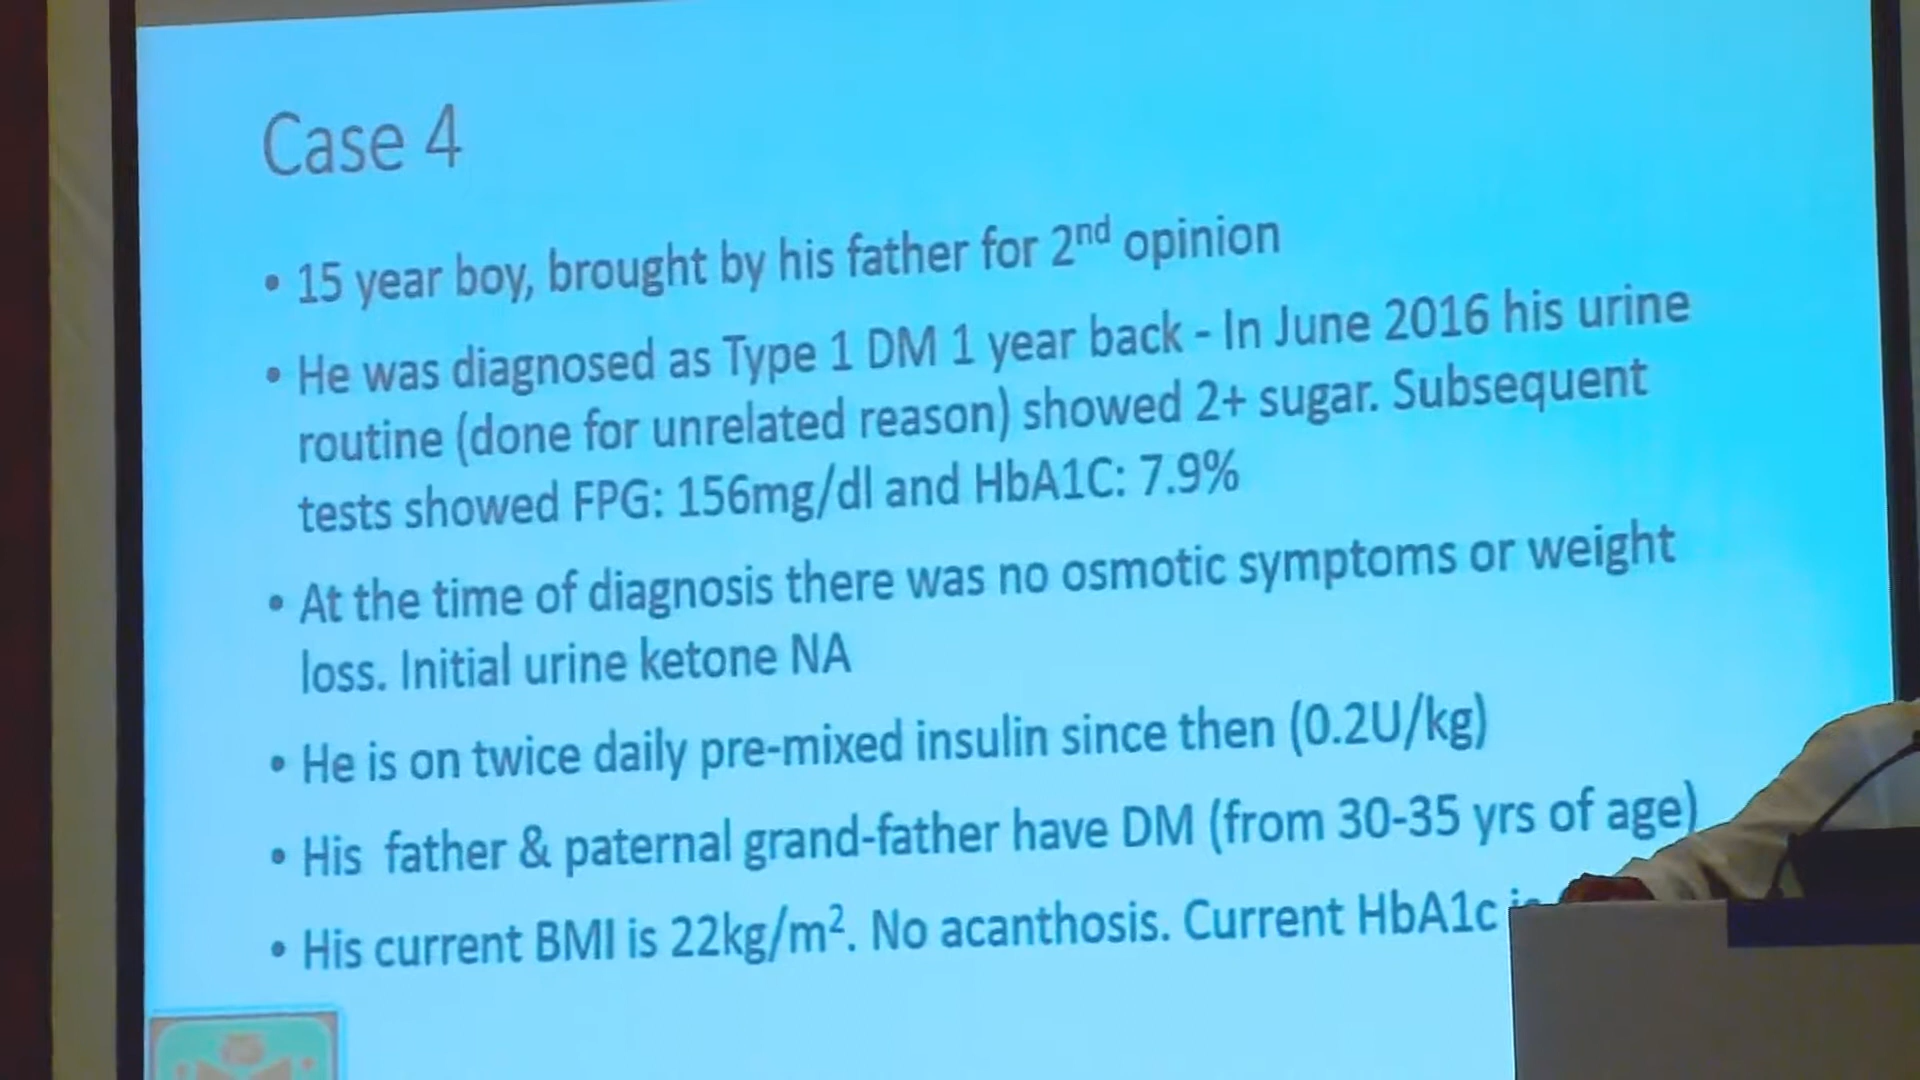 Case 4
• 15 year boy, brought by his father for 2nd opinion
• He was diagnosed as Type 1 DM 1 year back - In June 2016 his urine
routine (done for unrelated reason) showed 2+ sugar. Subsequent
tests showed FPG: 156mg/dl and HbA1C: 7.9%
• At the time of diagnosis there was no osmotic symptoms or weight
loss. Initial urine ketone NA
• He is on twice daily pre-mixed insulin since then (0.2U/kg)
• His father & paternal grand-father have DM (from 30-35 yrs of age)
• His current BMI is 22kg/m². No acanthosis. Current HbA1c